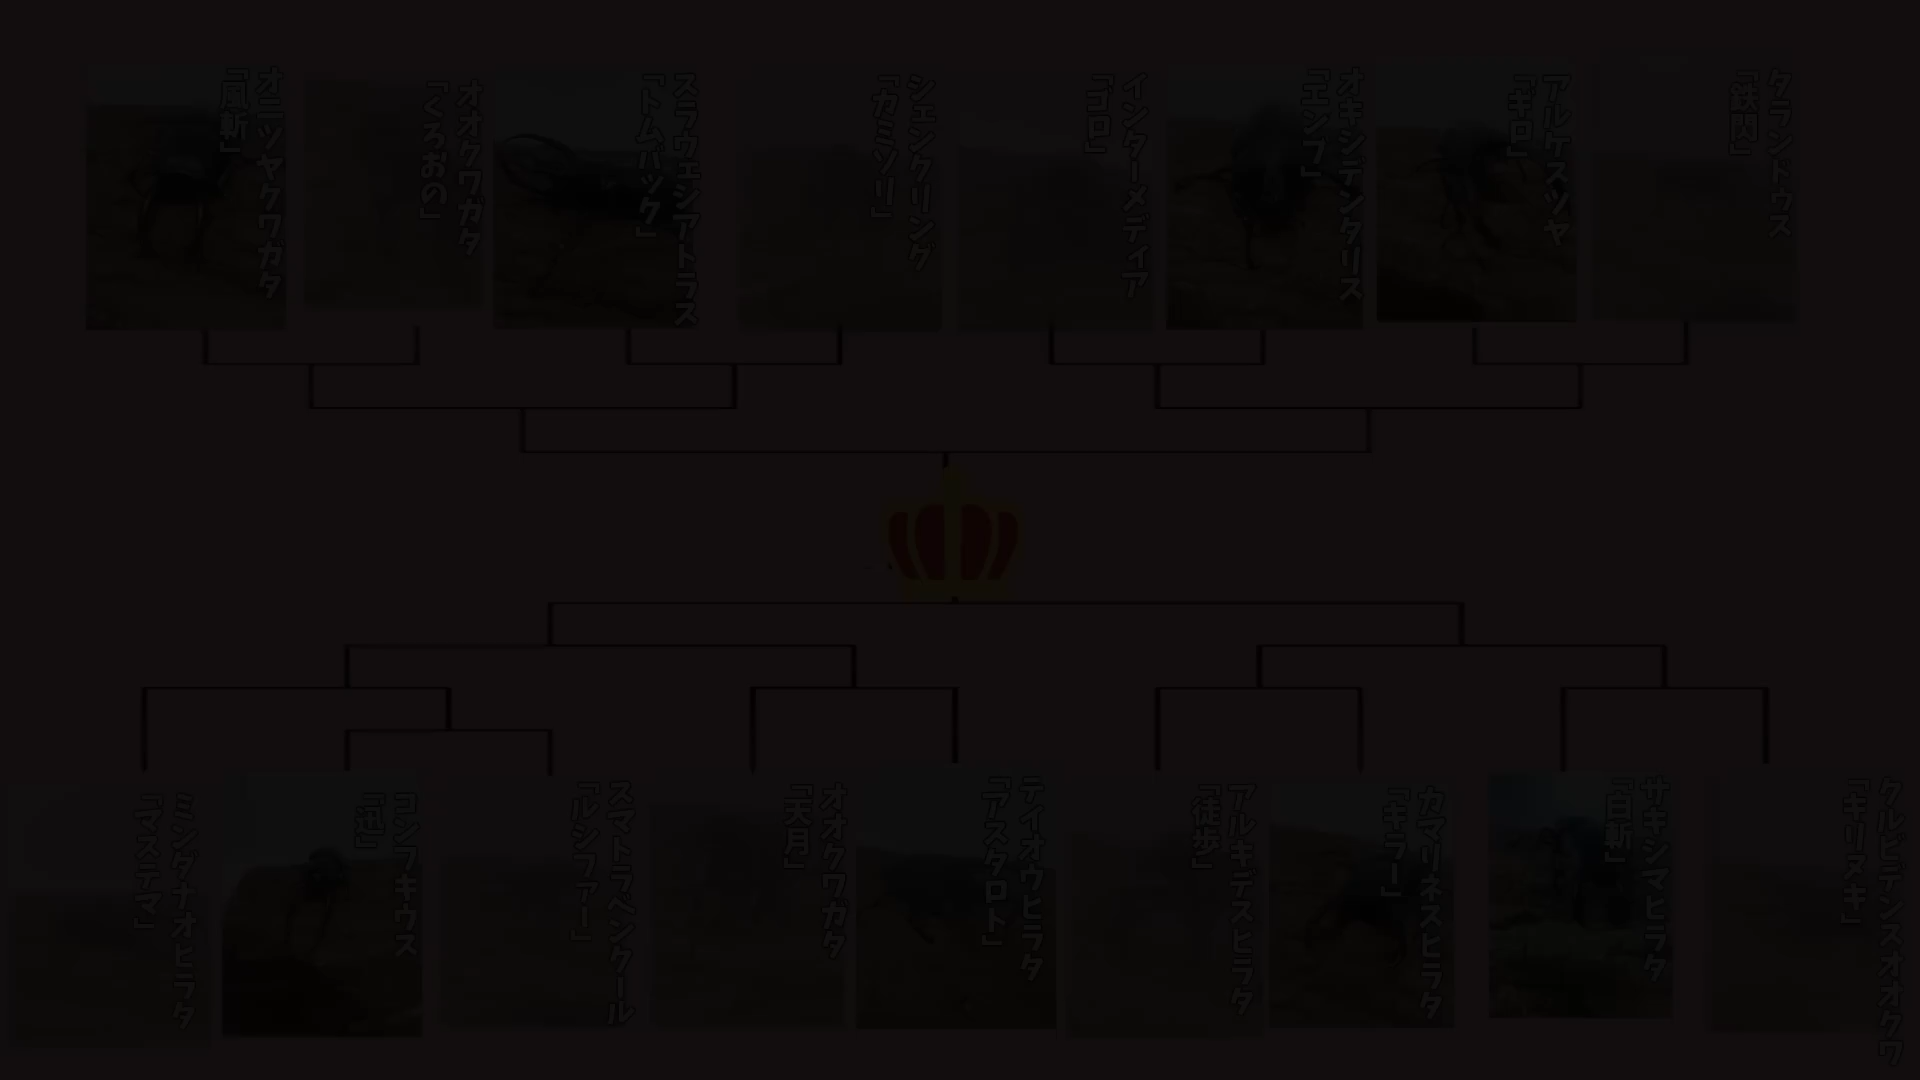 オニツヤクワガタ
「風斬」
オオクワガタ
「くろおの」
スラウェシアトラス
「トムバック」
シェンクリング
「カミソリ」
インターメディア
「ゴロ」
オキシデンタリス
「エンフ」
アルケスツヤ
「ギロ」
タランドゥス
「鉄閃」
ミンダナオヒラタ
「マステマ」
コンフキウス
「迅」
スマトラベンクール
「ルシファー」
オオクワガタ
「天月」
テイオウヒラタ
「アスタロト」
アルキデスヒラタ
「徒歩」
カマリネスヒラタ
「キラー」
サキシマヒラタ
「白斬」
クルビデンスオオクワ
「キリヌキ」